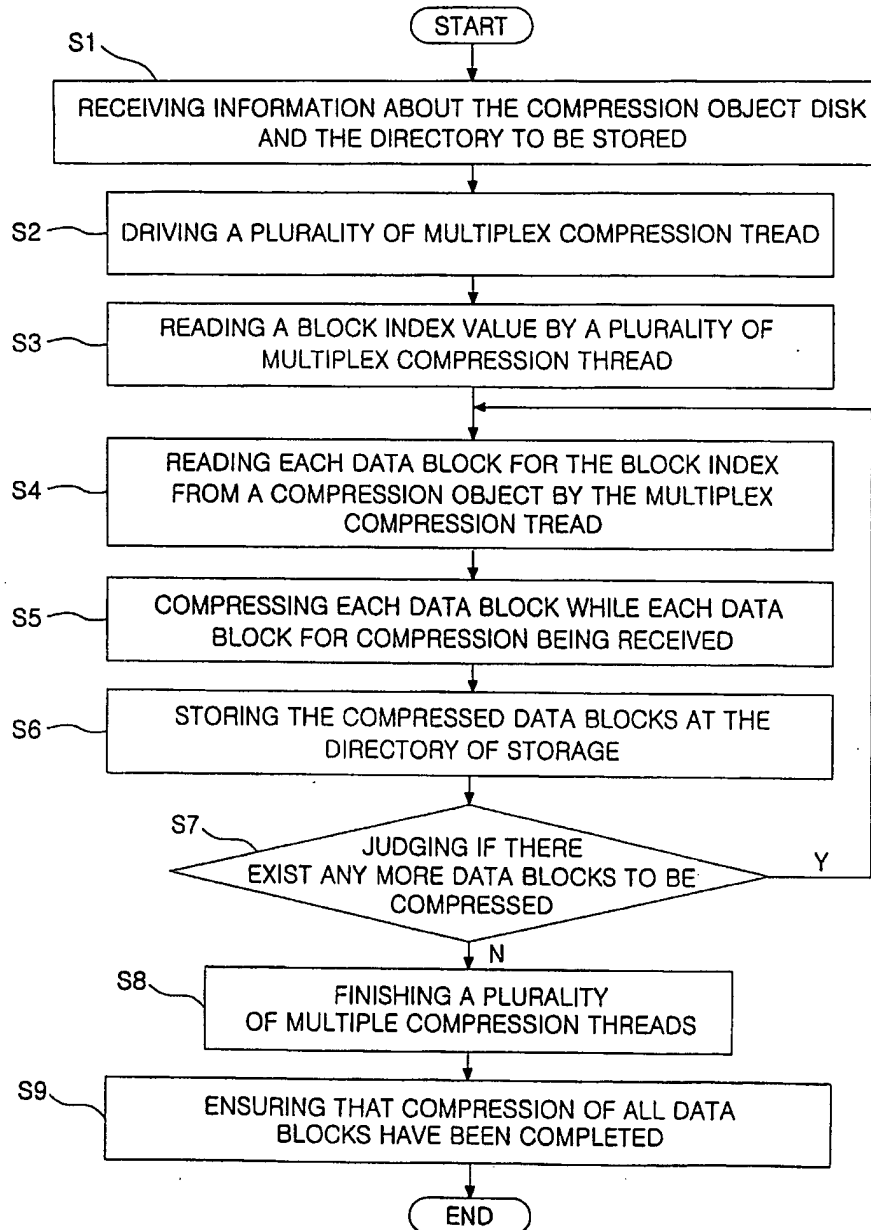 START
S1
RECEIVING INFORMATION ABOUT THE COMPRESSION OBJECT DISK
AND THE DIRECTORY TO BE STORED
S2
DRIVING A PLURALITY OF MULTIPLEX COMPRESSION TREAD
S3
READING A BLOCK INDEX VALUE BY A PLURALITY OF
MULTIPLEX COMPRESSION THREAD
S4
READING EACH DATA BLOCK FOR THE BLOCK INDEX
FROM A COMPRESSION OBJECT BY THE MULTIPLEX
COMPRESSION TREAD
S5
COMPRESSING EACH DATA BLOCK WHILE EACH DATA
BLOCK FOR COMPRESSION BEING RECEIVED
S6
STORING THE COMPRESSED DATA BLOCKS AT THE
DIRECTORY OF STORAGE
S7
JUDGING IF THERE
EXIST ANY MORE DATA BLOCKS TO BE
COMPRESSED
Y
N
S8
FINISHING A PLURALITY
OF MULTIPLE COMPRESSION THREADS
S9
ENSURING THAT COMPRESSION OF ALL DATA
BLOCKS HAVE BEEN COMPLETED
END